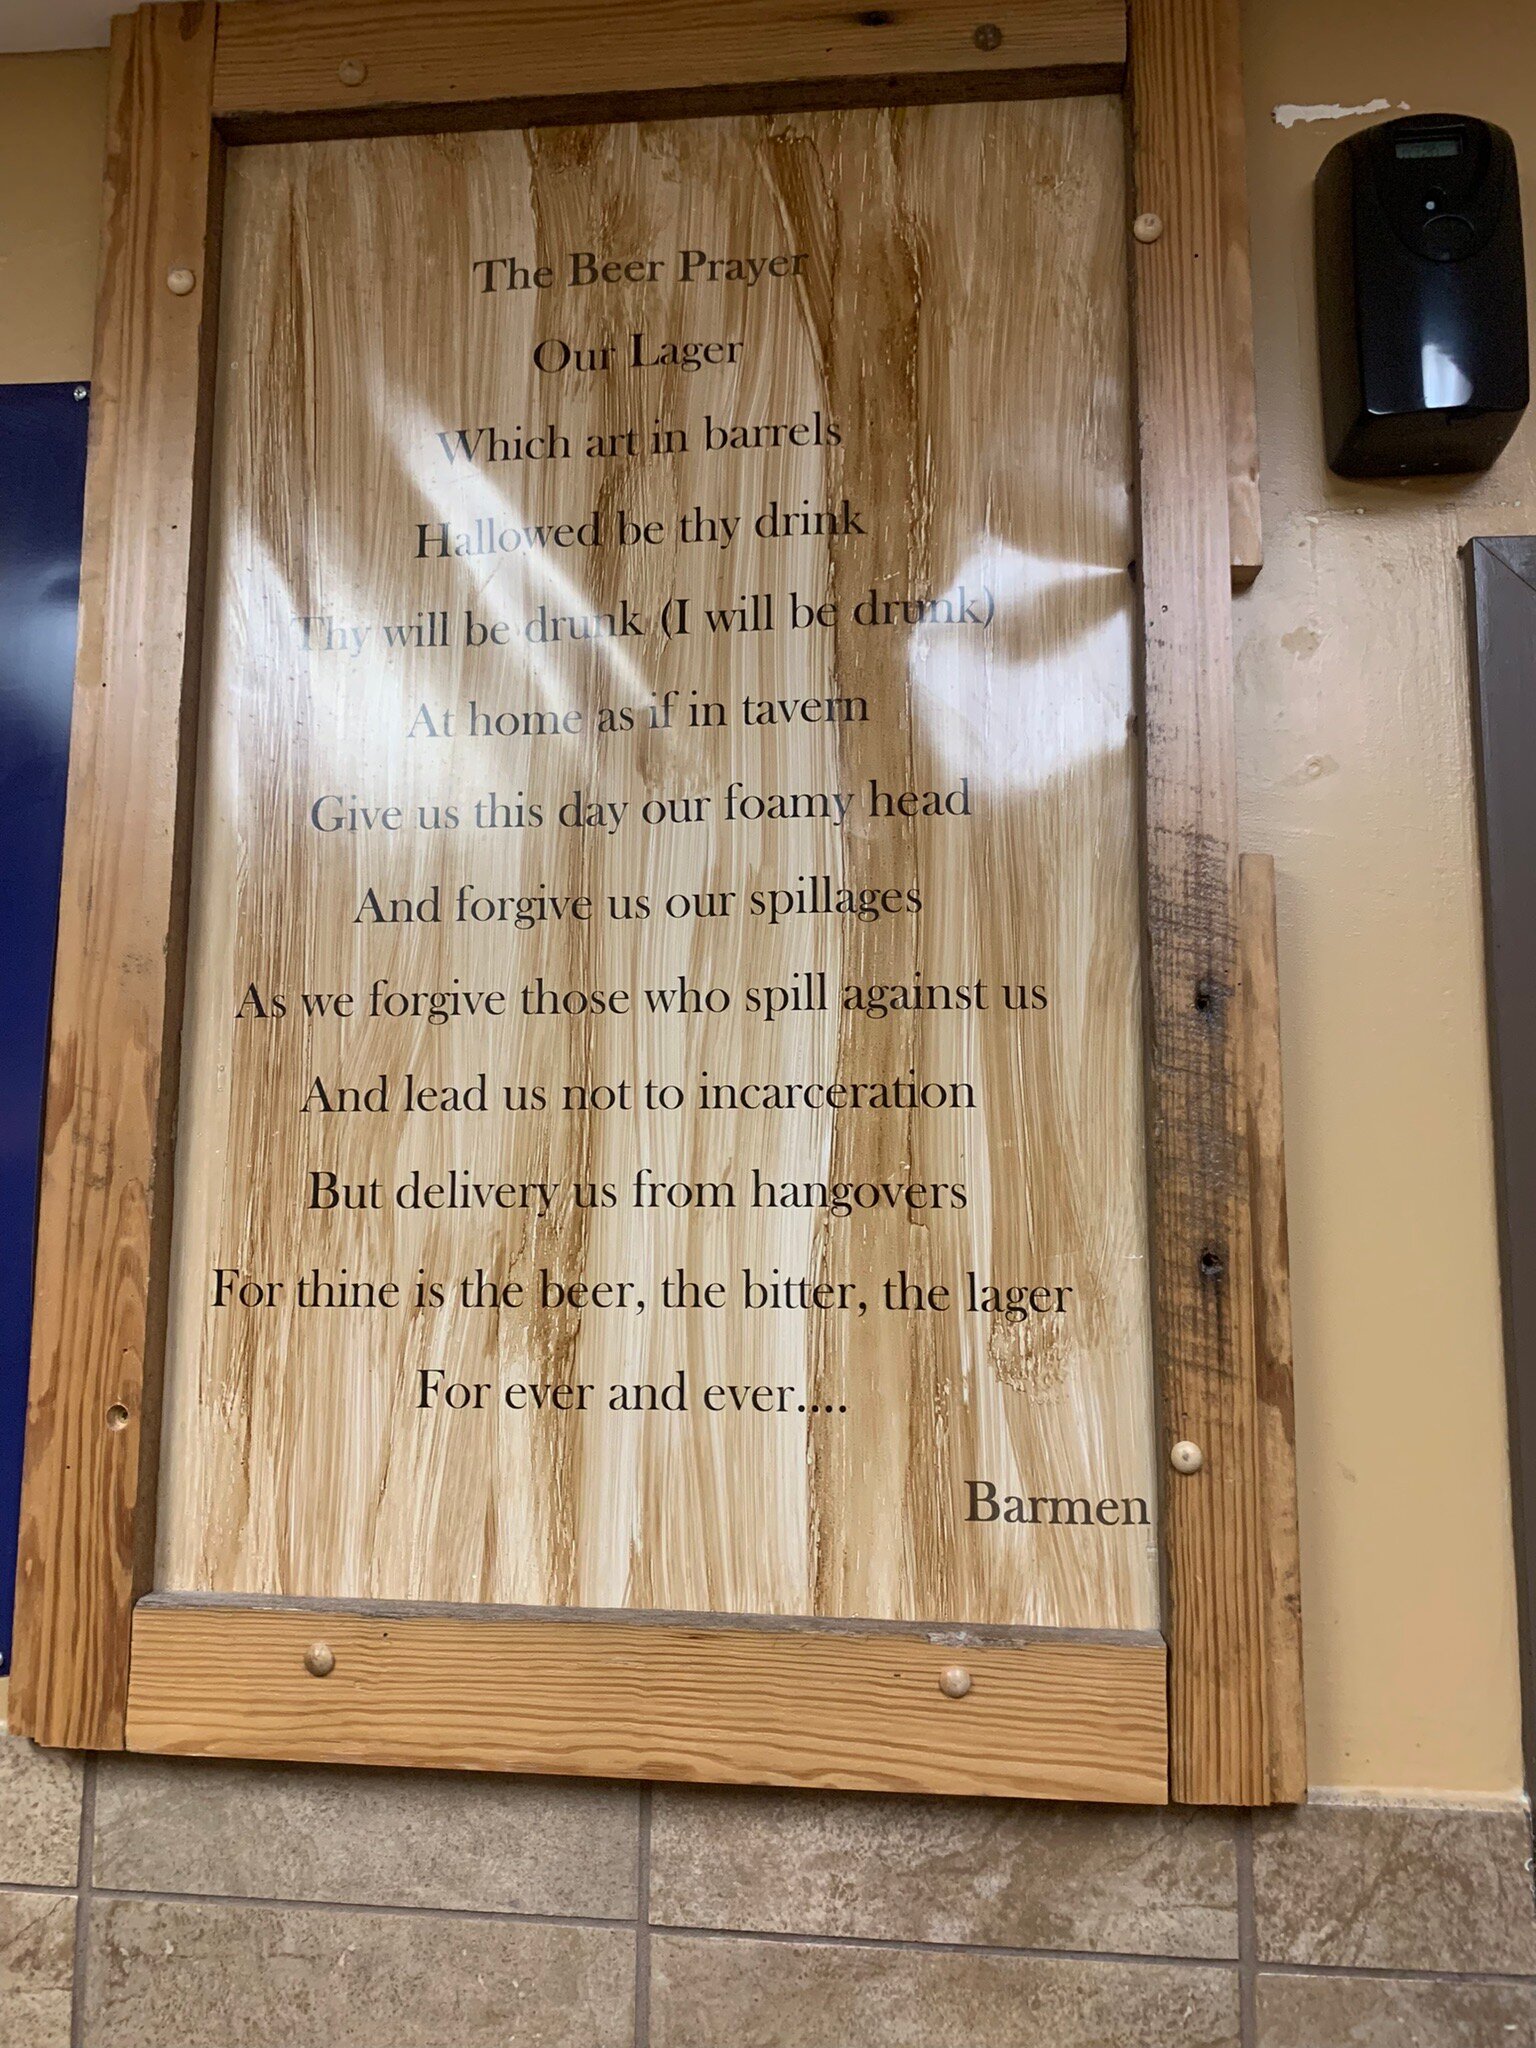 The Beer Prayer
Our Lager
Which art in barrels
Hallowed be thy drink
Thy will be drunk (I will be drunk)
At home as if in tavern
Give us this day our foamy head
And forgive us our spillages
As we forgive those who spill against us
And lead us not to incarceration
But delivery us from hangovers
For thine is the beer, the bitter, the lager
For ever and ever....
Barmen